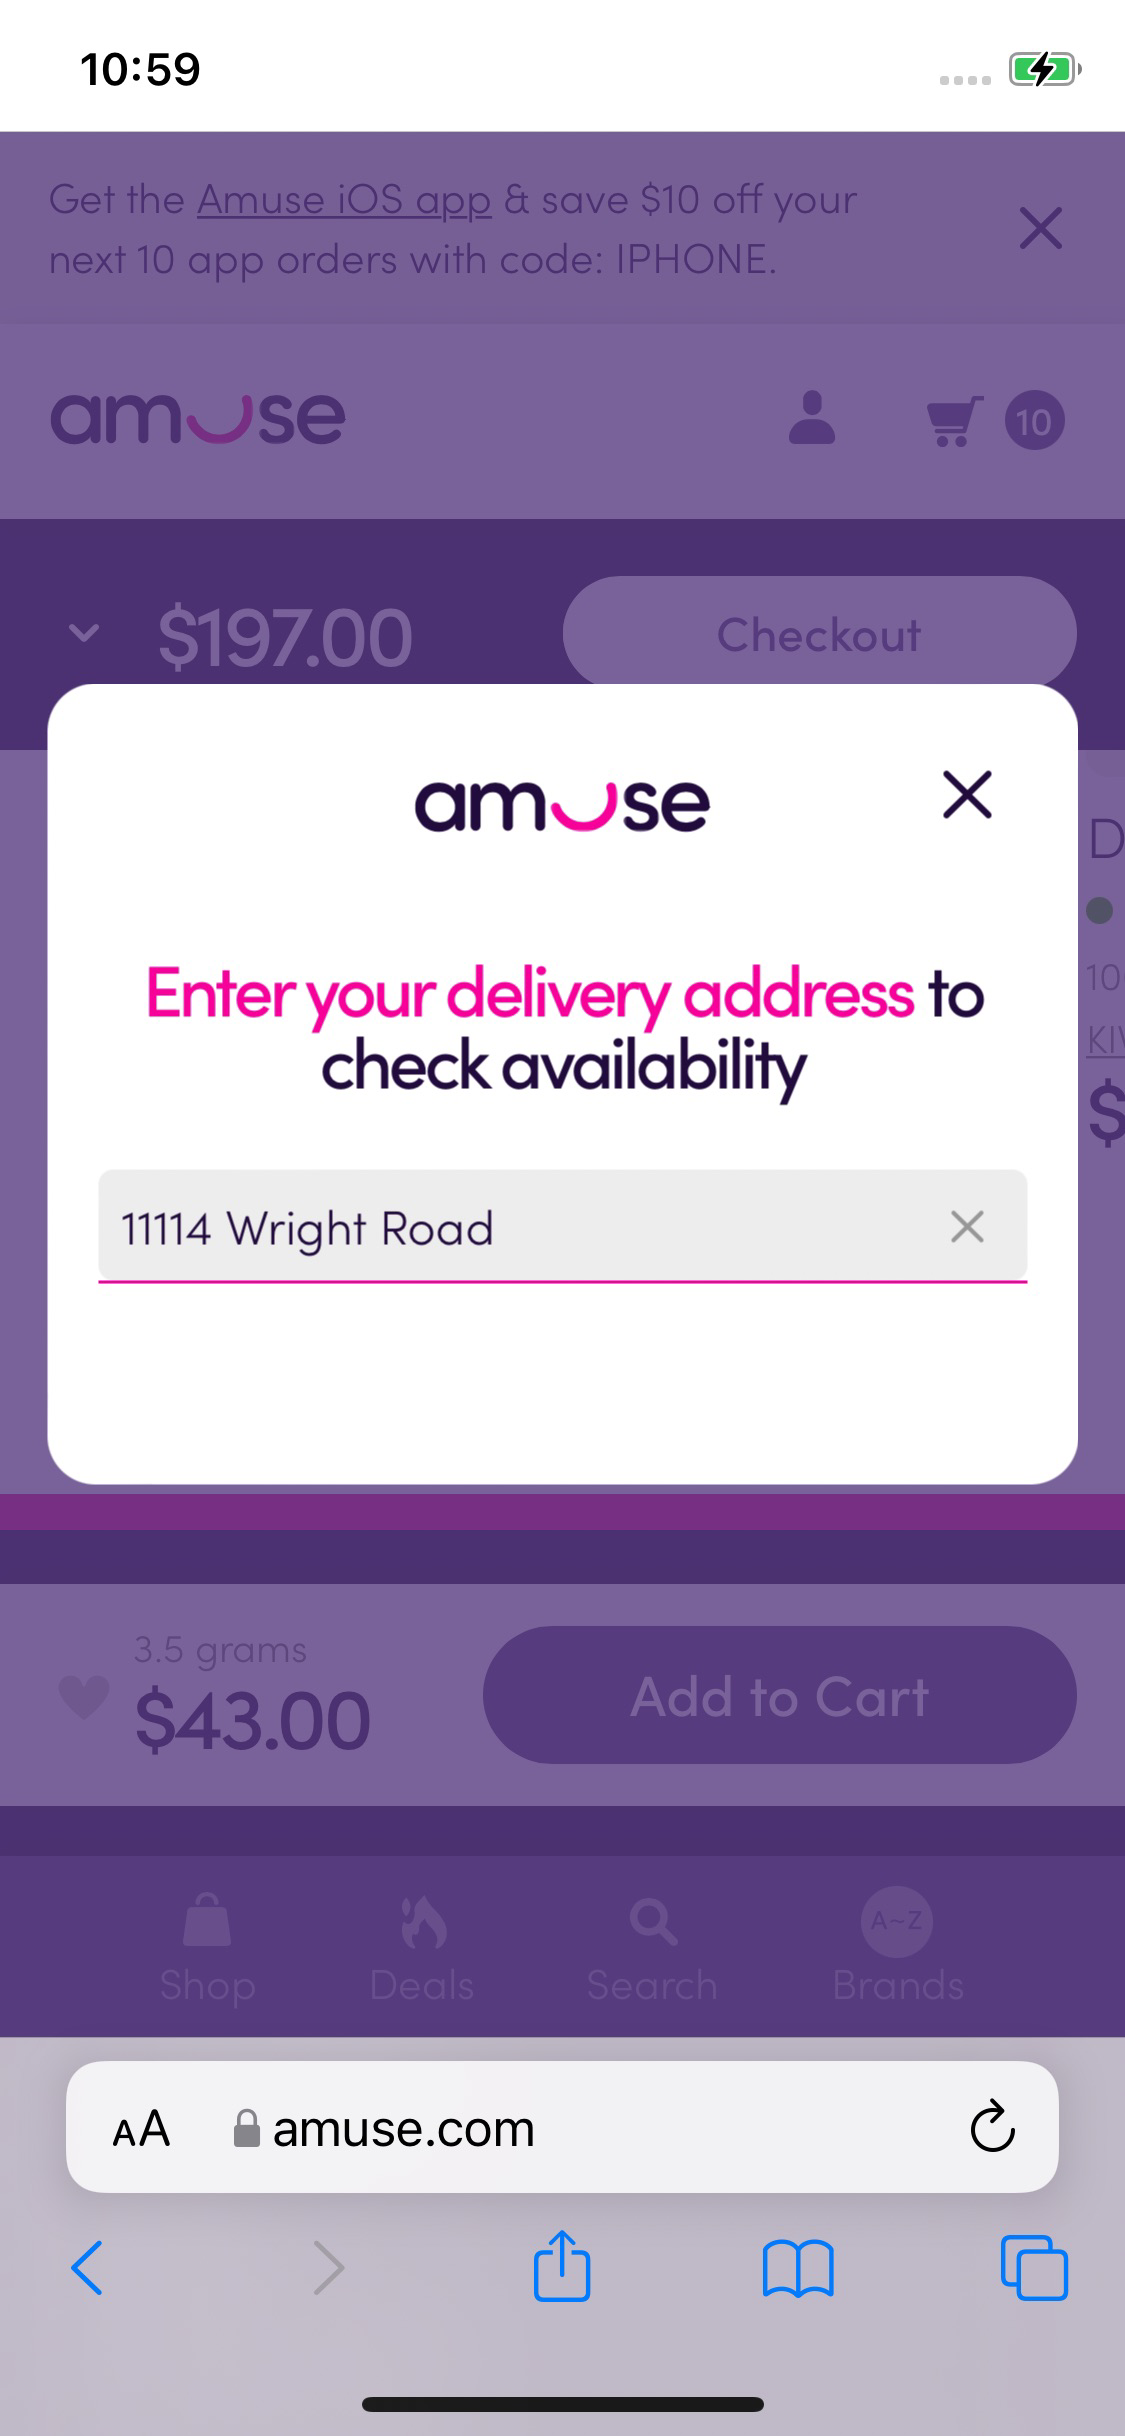 10:59
Get the Amuse iOS app & save $10 off your
next 10 app orders with code: IPHONE.
amuse
10
$197.00
Checkout
amuse
Enter your delivery address to
check availability
11114 Wright Road
D
10
$
3.5 grams
$43.00
Add to Cart
A~Z
Shop
Deals
Search
Brands
AA
amuse.com